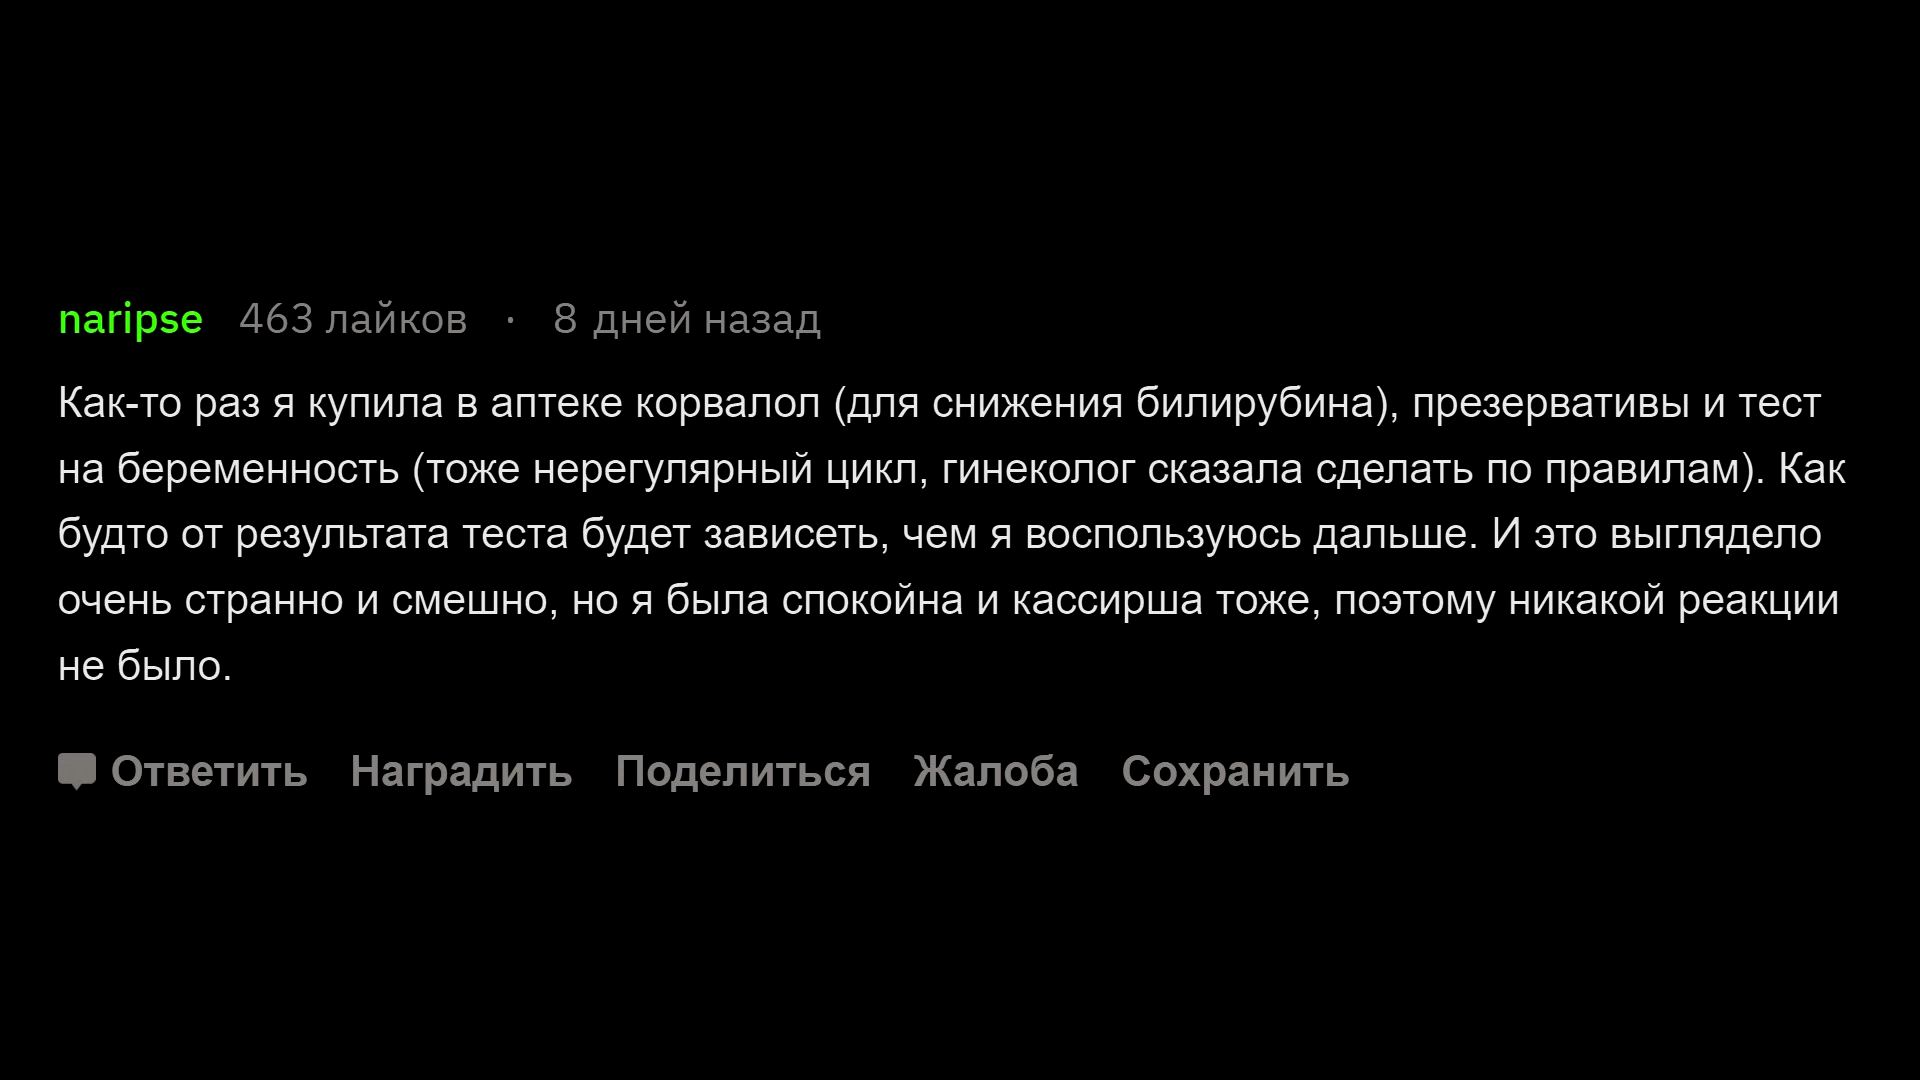 naripse 463 лайков · 8 дней назад
Как-то раз я купила в аптеке корвалол (для снижения билирубина), презервативы и тест
на беременность (тоже нерегулярный цикл, гинеколог сказала сделать по правилам). Как
будто от результата теста будет зависеть, чем я воспользуюсь дальше. И это выглядело
очень странно и смешно, но я была спокойна и кассирша тоже, поэтому никакой реакции
не было.
Ответить Наградить Поделиться Жалоба Сохранить